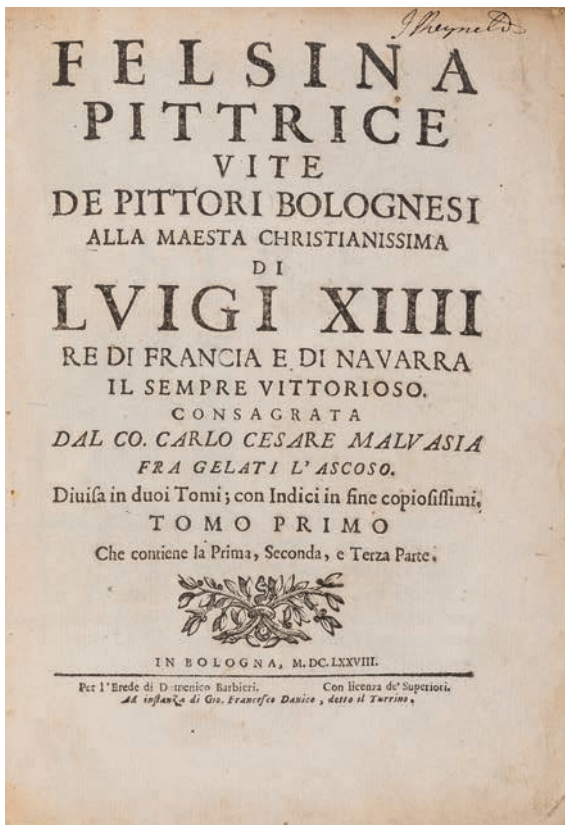 J Reynolds
FELSINA
PITTRICE
VITE
DE PITTORI BOLOGNESI
ALLA MAESTA CHRISTIANISSIMA
DI
LVIGI XIIII
RE DI FRANCIA E DI NAVARRA
IL SEMPRE VITTORIOSO.
CONSAGRATA
DAL CO. CARLO CESARE MALVASIA
FRA GELATI L'ASCOSO.
Diuiſa in duoi Tomi; con Indici in fine copioſiſſimi,
TOMO PRIMO
Che contiene la Prima, Seconda, e Terza Parte.
IN BOLOGNA, M. DC. LXXVIII.
Per l'Erede di Domenico Barbieri. Con licenza de' Superiori.
Ad inſtanza di Gio. Franceſco Dauico, detto il Turrino.